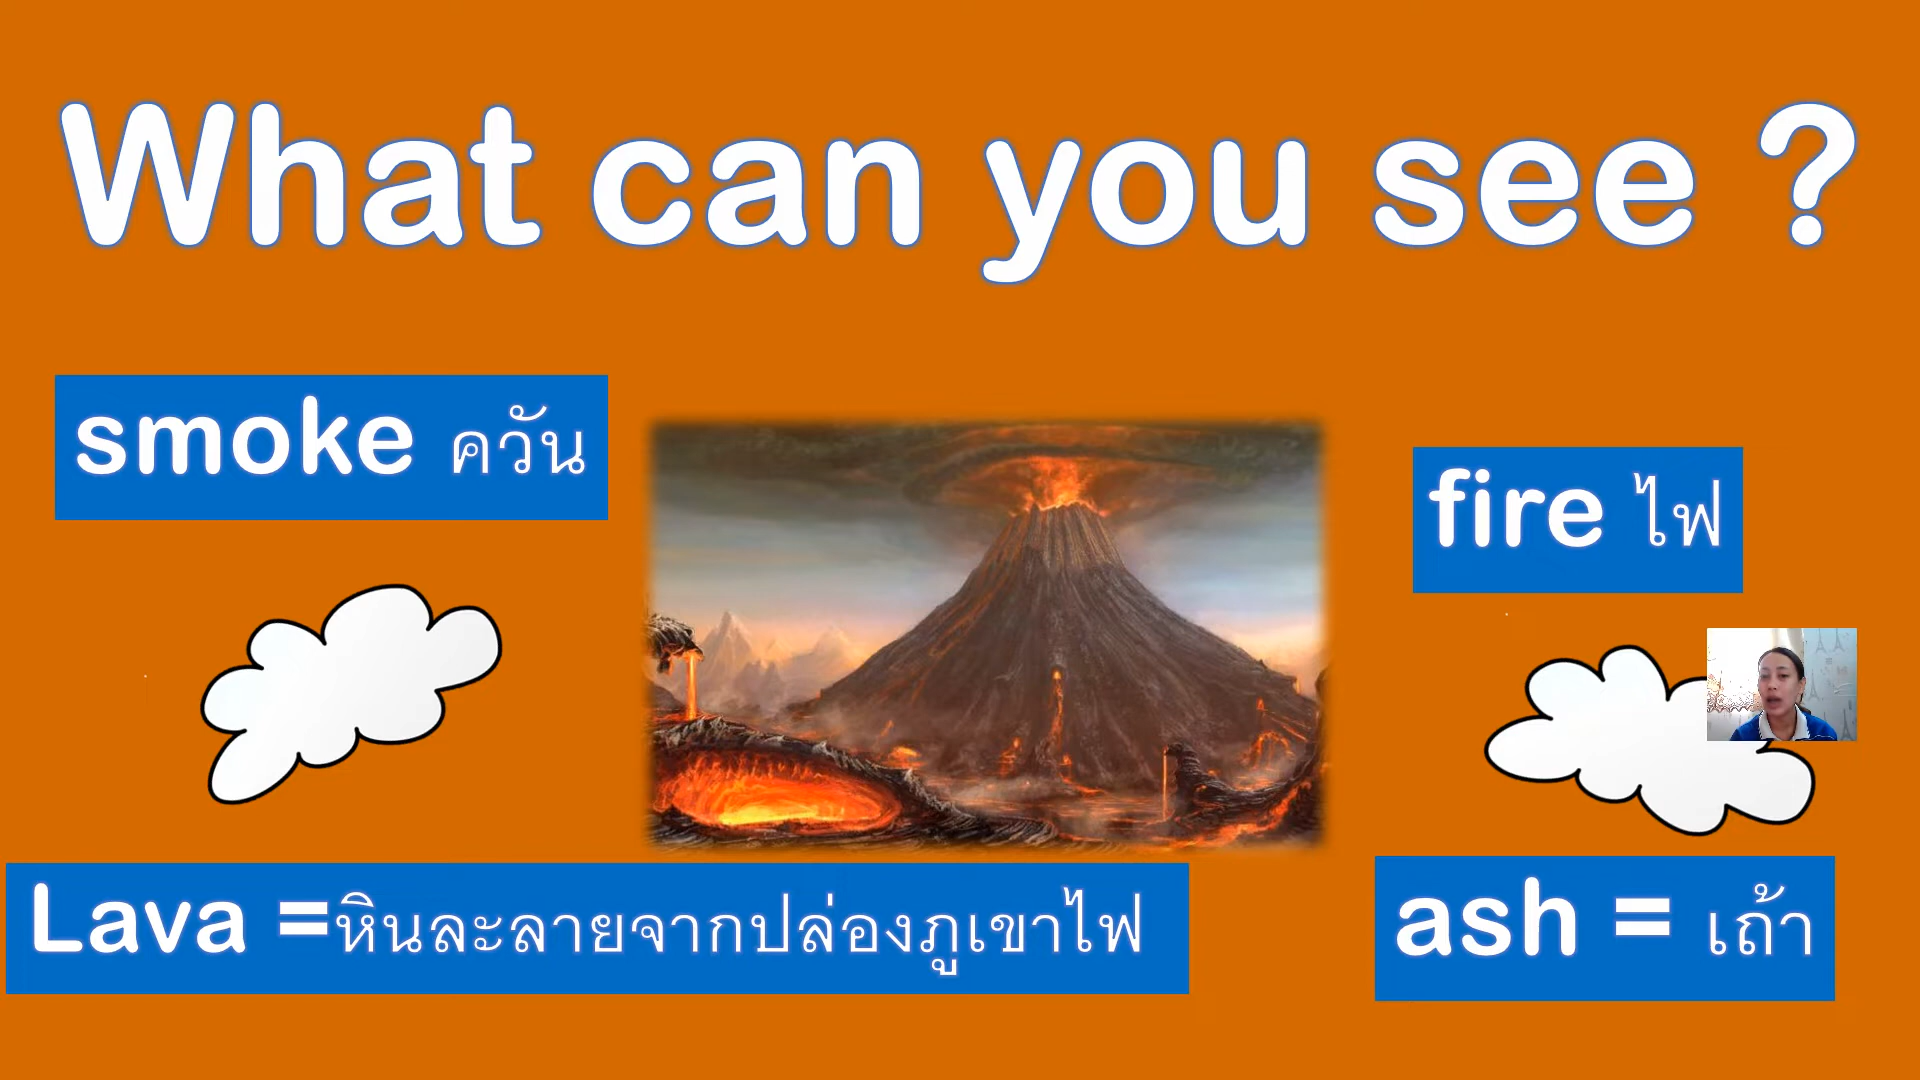 What can you see ?
smoke ควัน
fire ไฟ
Lava =หินละลายจากปล่องภูเขาไฟ
ash = เถ้า